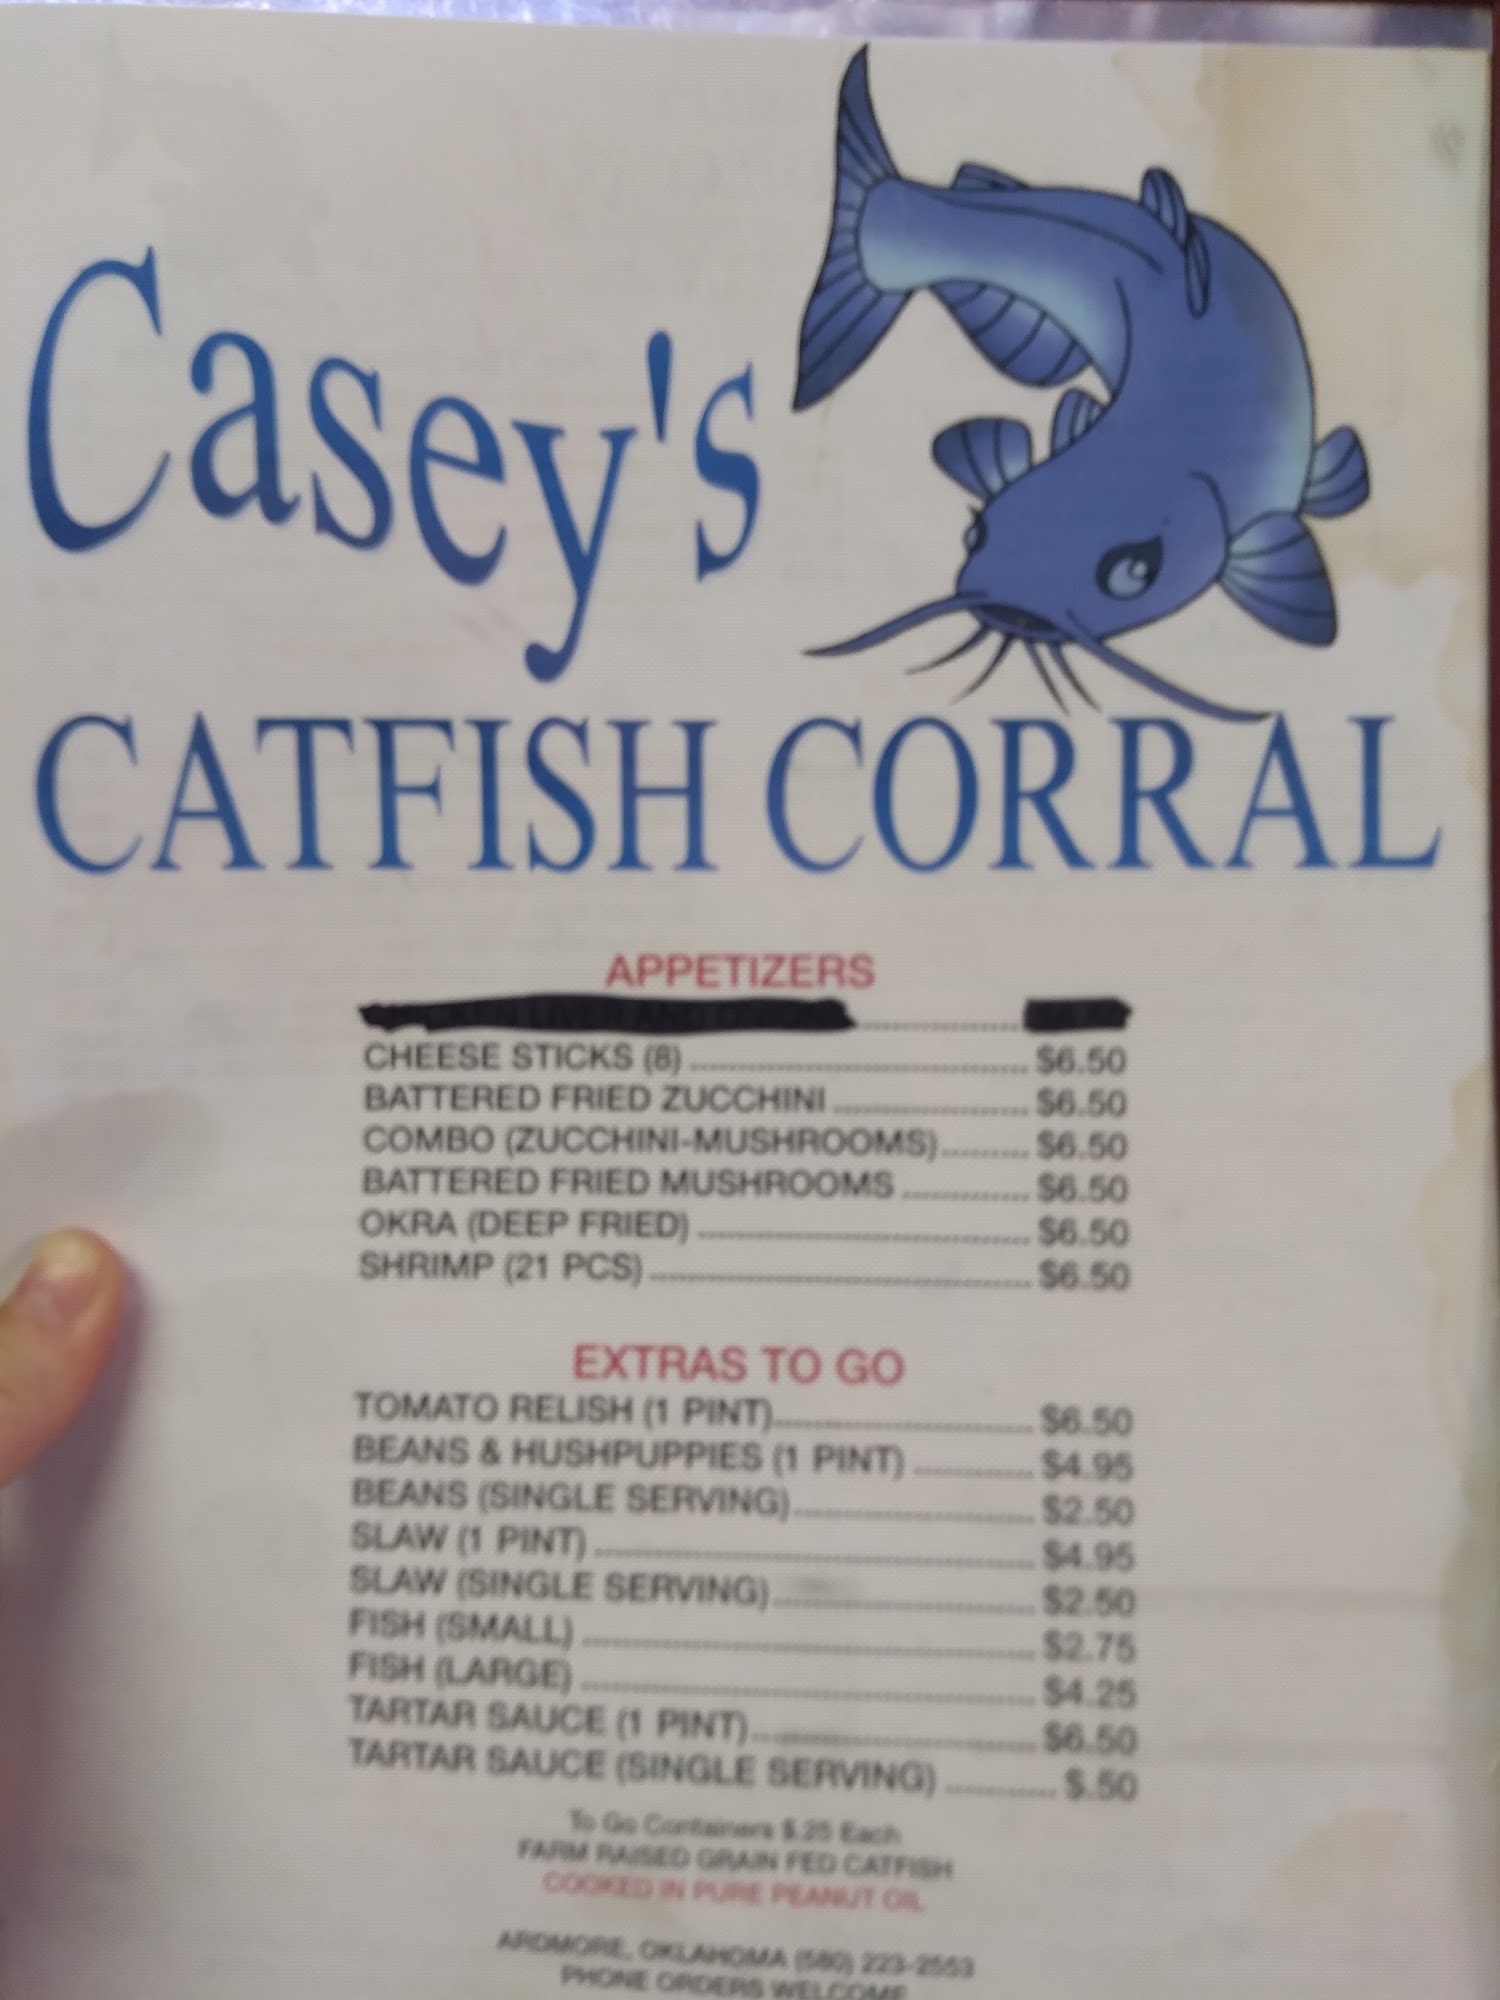 Casey's
CATFISH CORRAL
APPETIZERS
CHEESE STICKS (8) $6.50
BATTERED FRIED ZUCCHINI $6.50
COMBO (ZUCCHINI-MUSHROOMS) $6.50
BATTERED FRIED MUSHROOMS $6.50
OKRA (DEEP FRIED) $6.50
SHRIMP (21 PCS) $6.50
EXTRAS TO GO
TOMATO RELISH (1 PINT) $6.50
BEANS & HUSHPUPPIES (1 PINT) $4.95
BEANS (SINGLE SERVING) $2.50
SLAW (1 PINT) $4.95
SLAW (SINGLE SERVING) $2.50
FISH (SMALL) $2.75
FISH (LARGE) $4.25
TARTAR SAUCE (1 PINT) $6.50
TARTAR SAUCE (SINGLE SERVING) $.50
To Go Containers $.25 Each
FARM RAISED GRAIN FED CATFISH
COOKED IN PURE PEANUT OIL
ARDMORE, OKLAHOMA (580) 223-2553
PHONE ORDERS WELCOME